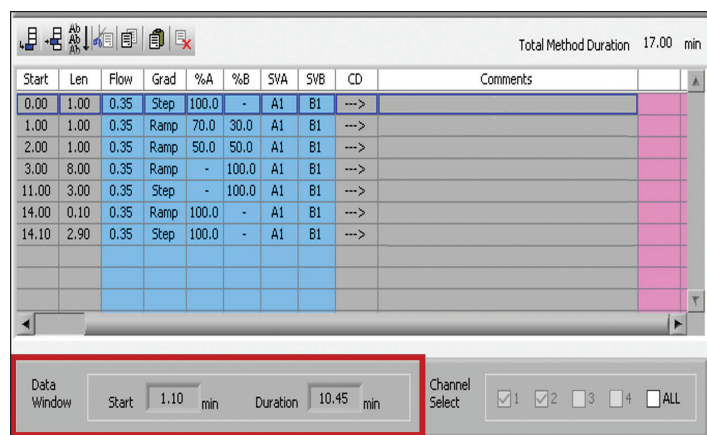 Ab
Ab
Ab
Total Method Duration 17.00 min
Start Len Flow Grad %A %B SVA SVB CD Comments
0.00 1.00 0.35 Step 100.0 - A1 B1 --->
1.00 1.00 0.35 Ramp 70.0 30.0 A1 B1 --->
2.00 1.00 0.35 Ramp 50.0 50.0 A1 B1 --->
3.00 8.00 0.35 Ramp - 100.0 A1 B1 --->
11.00 3.00 0.35 Step - 100.0 A1 B1 --->
14.00 0.10 0.35 Ramp 100.0 - A1 B1 --->
14.10 2.90 0.35 Step 100.0 - A1 B1 --->
Data Window Start 1.10 min Duration 10.45 min Channel Select 1 2 3 4 ALL